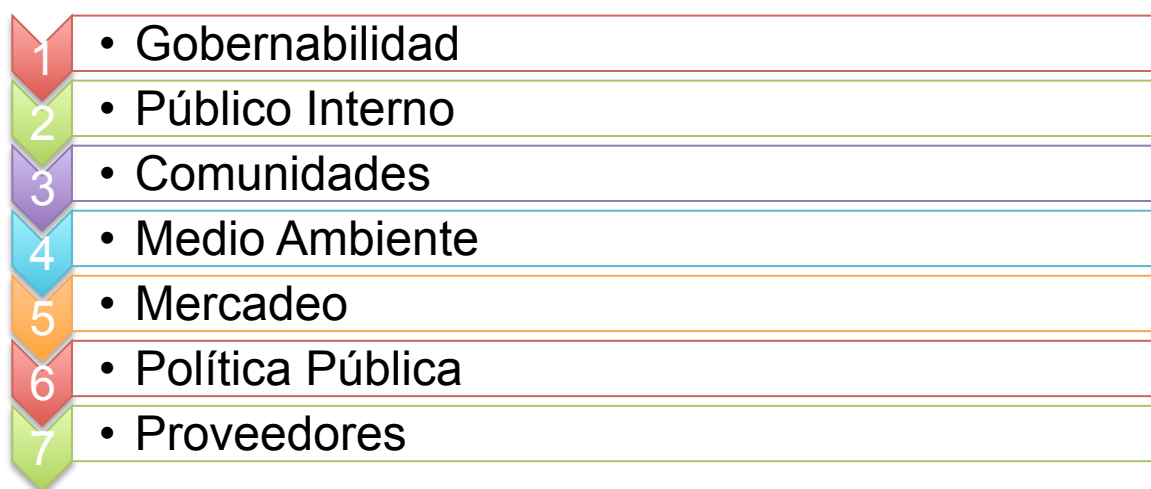 1 • Gobernabilidad
2 • Público Interno
3 • Comunidades
4 • Medio Ambiente
5 • Mercadeo
6 • Política Pública
7 • Proveedores